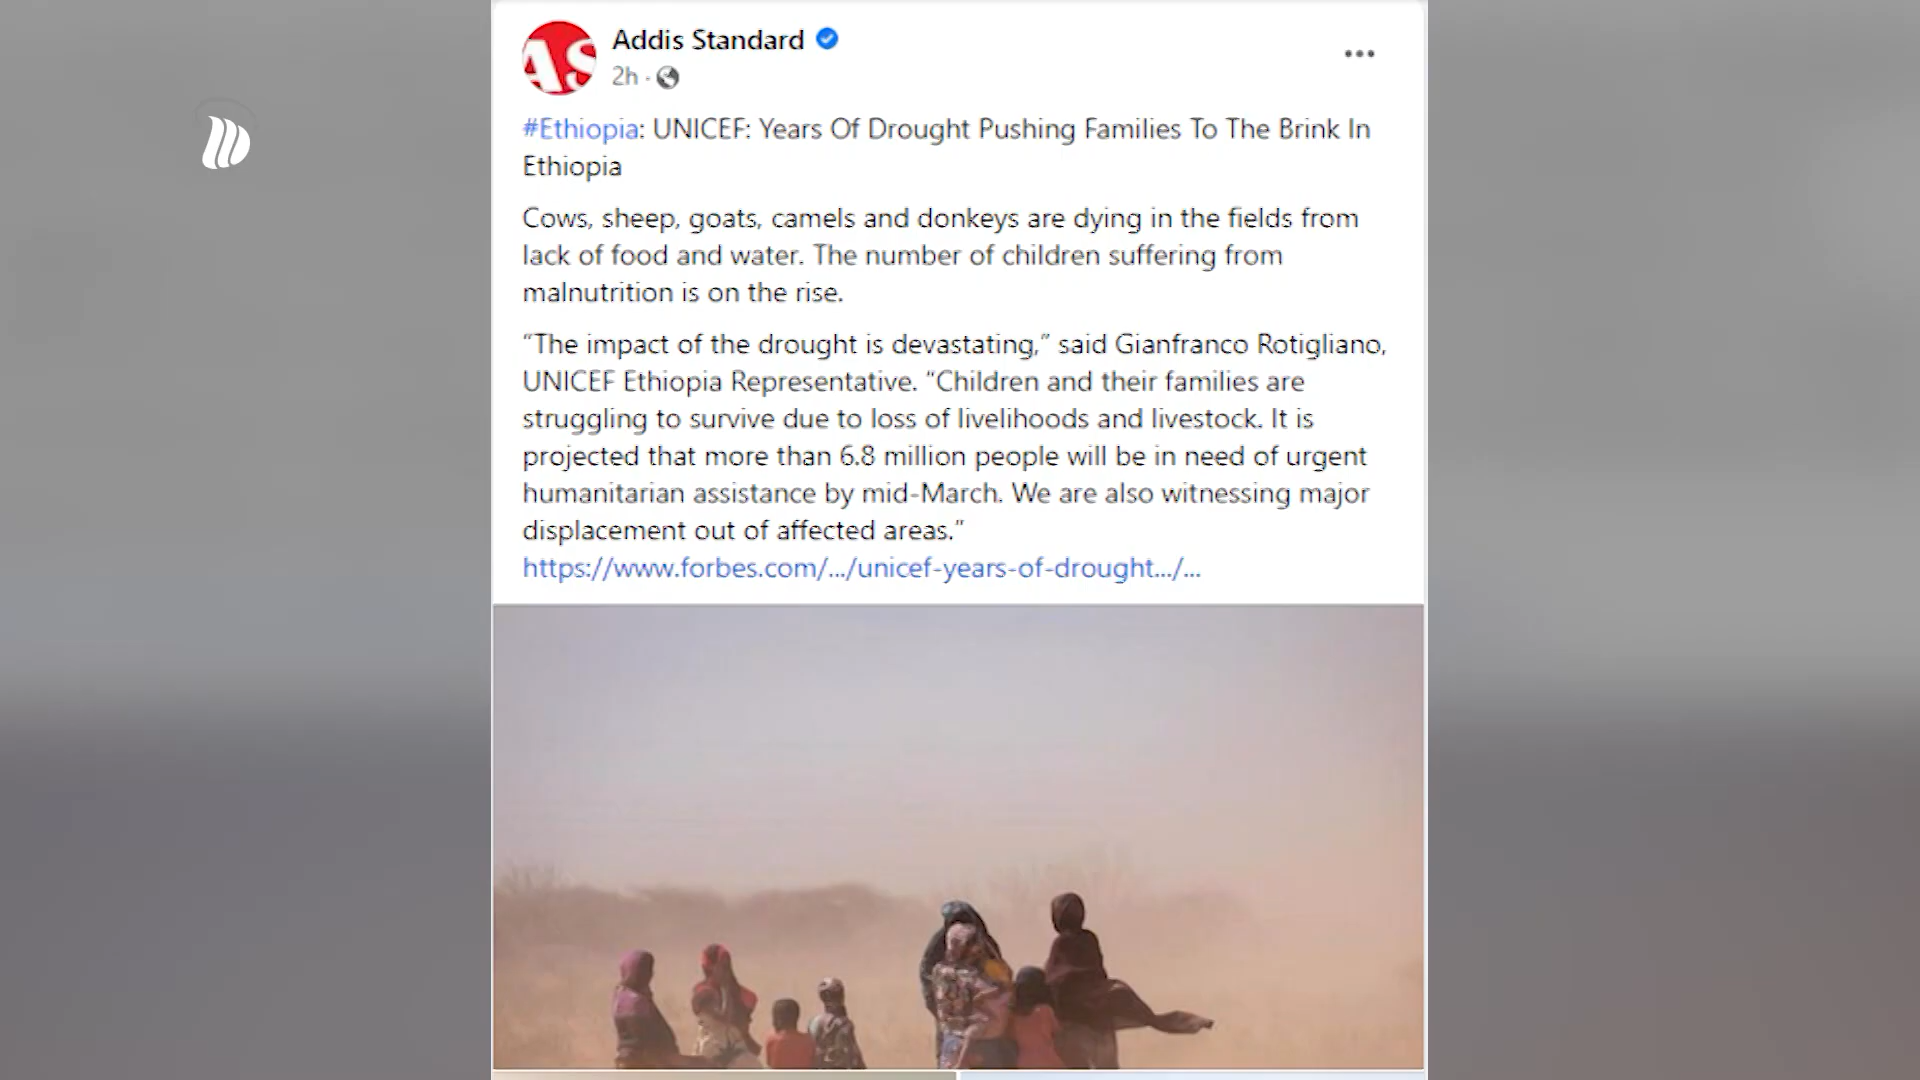 AS
Addis Standard
2h ·
#Ethiopia: UNICEF: Years Of Drought Pushing Families To The Brink In
Ethiopia
Cows, sheep, goats, camels and donkeys are dying in the fields from
lack of food and water. The number of children suffering from
malnutrition is on the rise.
“The impact of the drought is devastating,” said Gianfranco Rotigliano,
UNICEF Ethiopia Representative. “Children and their families are
struggling to survive due to loss of livelihoods and livestock. It is
projected that more than 6.8 million people will be in need of urgent
humanitarian assistance by mid-March. We are also witnessing major
displacement out of affected areas.”
https://www.forbes.com/.../unicef-years-of-drought.../...